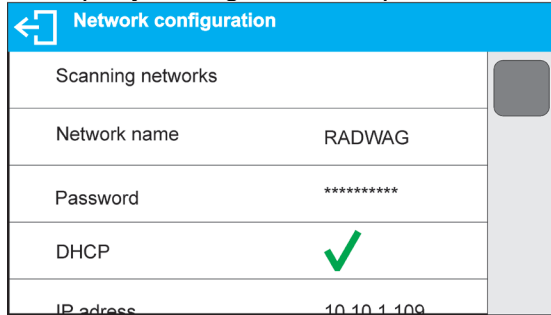 Network configuration
Scanning networks
Network name RADWAG
Password **********
DHCP
IP adress 10.10.1.109